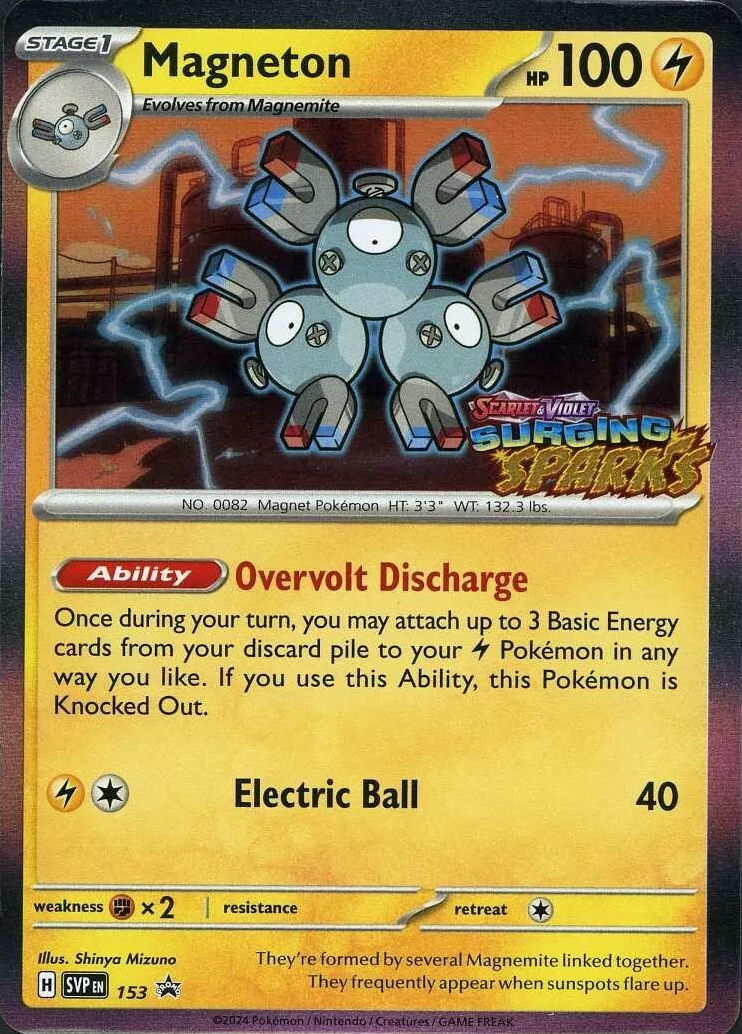 STAGE1
Magneton
HP 100
Evolves from Magnemite
SCARLET & VIOLET
SURGING
SPARKS
NO. 0082 Magnet Pokémon HT: 3'3" WT: 132.3 lbs.
Ability Overvolt Discharge
Once during your turn, you may attach up to 3 Basic Energy
cards from your discard pile to your Pokémon in any
way you like. If you use this Ability, this Pokémon is
Knocked Out.
Electric Ball 40
weakness ×2 resistance retreat
Illus. Shinya Mizuno
They're formed by several Magnemite linked together.
They frequently appear when sunspots flare up.
H SVP EN 153 PROMO
©2024 Pokémon / Nintendo / Creatures / GAME FREAK